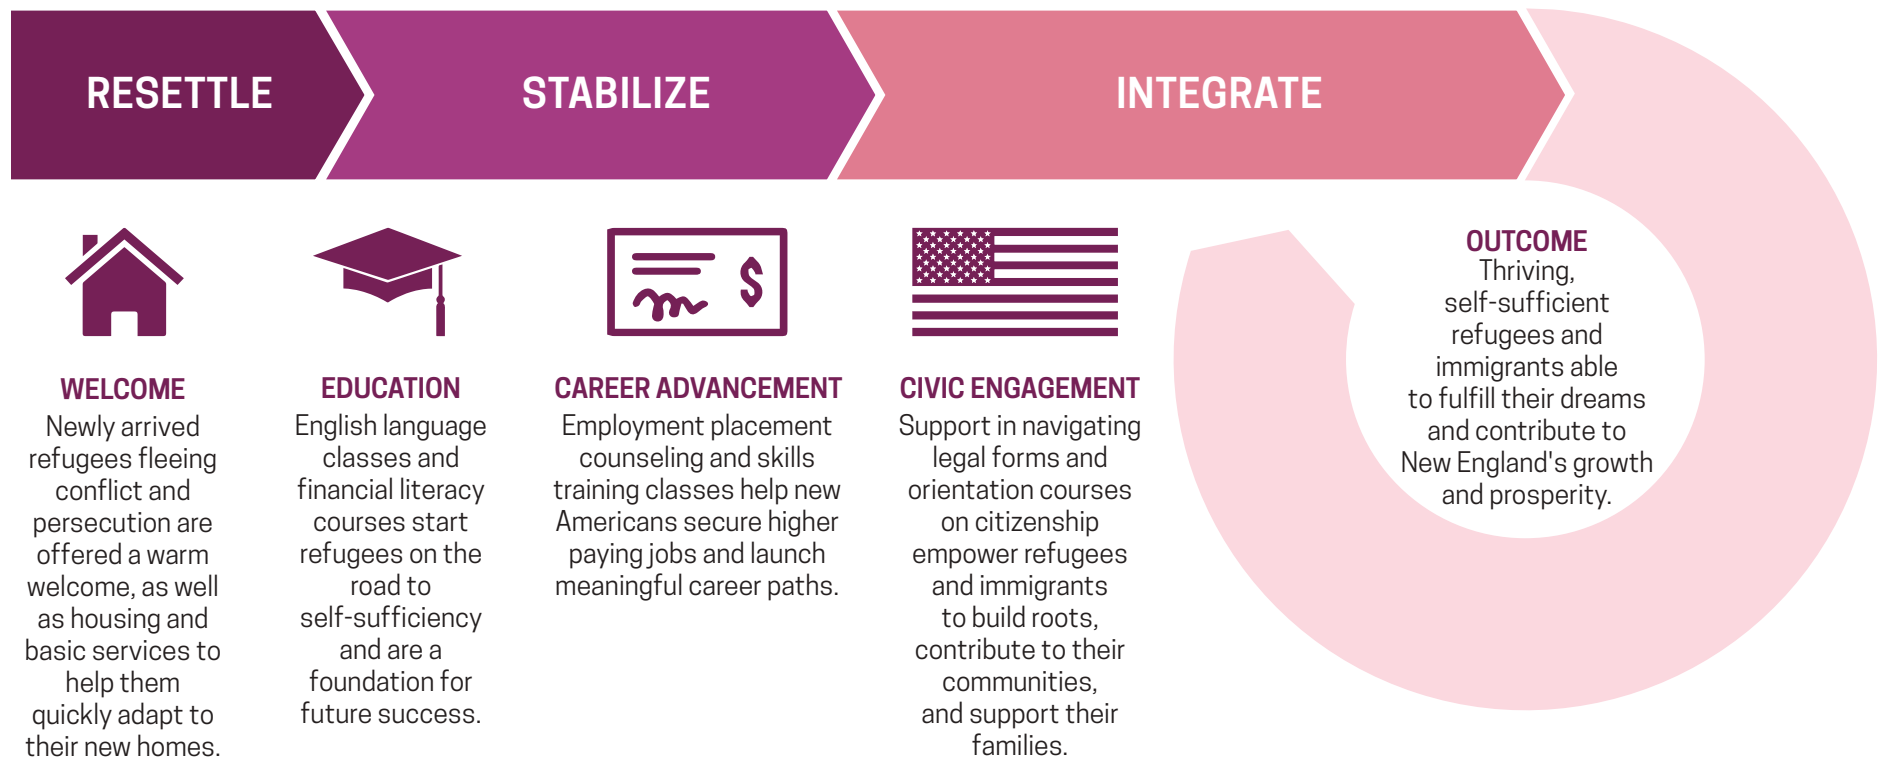 RESETTLE
STABILIZE
INTEGRATE
WELCOME
Newly arrived
refugees fleeing
conflict and
persecution are
offered a warm
welcome, as well
as housing and
basic services to
help them
quickly adapt to
their new homes.
EDUCATION
English language
classes and
financial literacy
courses start
refugees on the
road to
self-sufficiency
and are a
foundation for
future success.
CAREER ADVANCEMENT
Employment placement
counseling and skills
training classes help new
Americans secure higher
paying jobs and launch
meaningful career paths.
CIVIC ENGAGEMENT
Support in navigating
legal forms and
orientation courses
on citizenship
empower refugees
and immigrants
to build roots,
contribute to their
communities,
and support their
families.
OUTCOME
Thriving,
self-sufficient
refugees and
immigrants able
to fulfill their dreams
and contribute to
New England's growth
and prosperity.
$